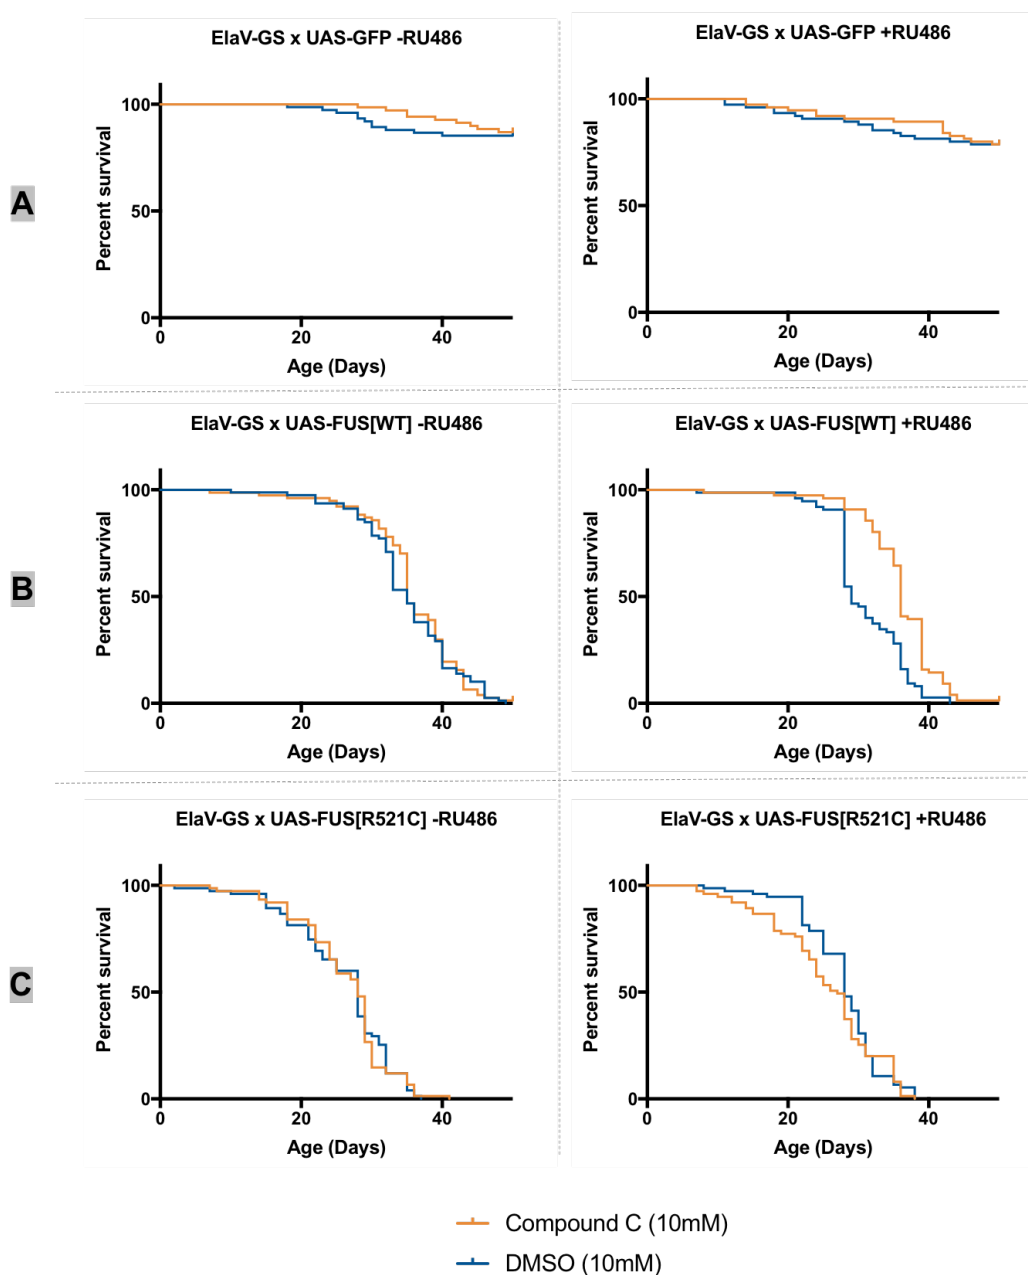 ElaV-GS x UAS-GFP -RU486
ElaV-GS x UAS-GFP +RU486
A
Percent survival
100
50
0
0 20 40
Age (Days)
Percent survival
100
50
0
0 20 40
Age (Days)
ElaV-GS x UAS-FUS[WT] -RU486
ElaV-GS x UAS-FUS[WT] +RU486
B
Percent survival
100
50
0
0 20 40
Age (Days)
Percent survival
100
50
0
0 20 40
Age (Days)
ElaV-GS x UAS-FUS[R521C] -RU486
ElaV-GS x UAS-FUS[R521C] +RU486
C
Percent survival
100
50
0
0 20 40
Age (Days)
Percent survival
100
50
0
0 20 40
Age (Days)
Compound C (10mM)
DMSO (10mM)